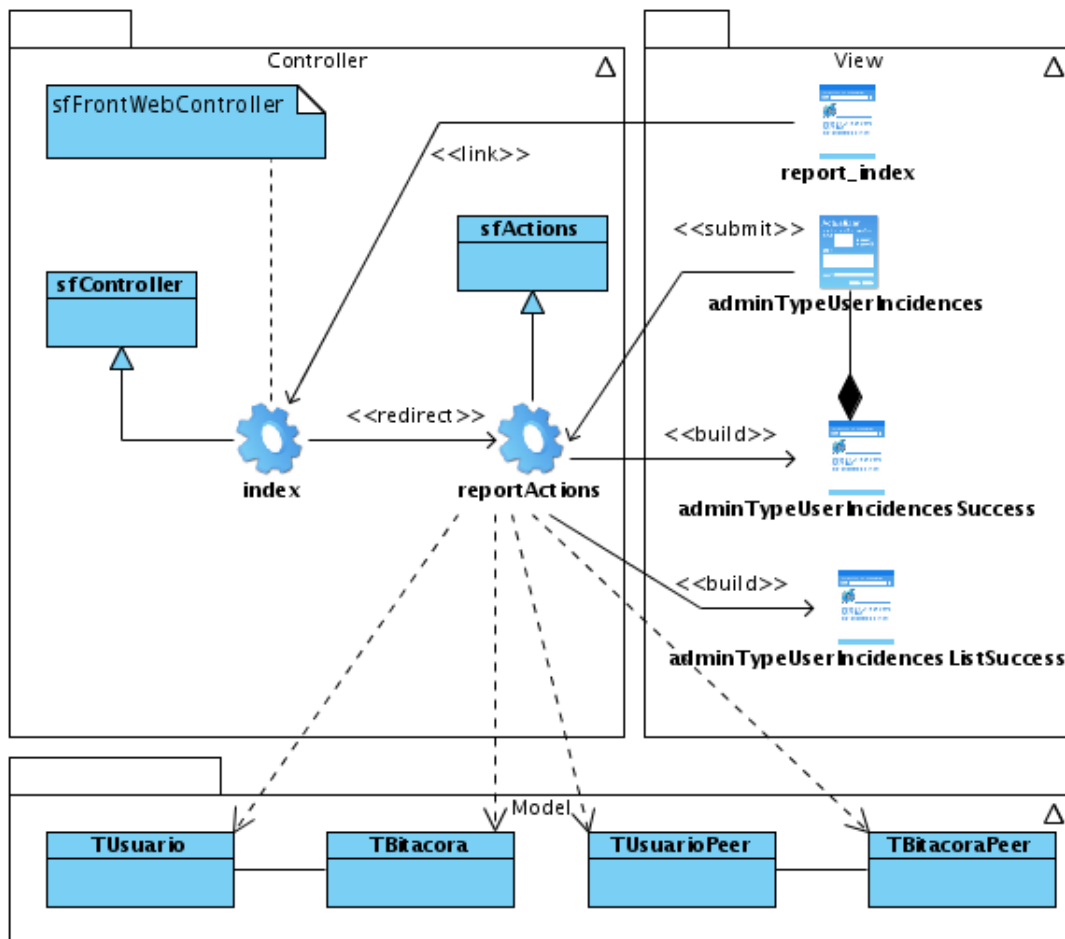 Controller
View
sfFrontWebController
<<link>>
report_index
sfActions
<<submit>>
sfController
adminTypeUserIncidences
<<redirect>>
<<build>>
index
reportActions
adminTypeUserIncidencesSuccess
<<build>>
adminTypeUserIncidencesListSuccess
Model
TUsuario
TBitacora
TUsuarioPeer
TBitacoraPeer